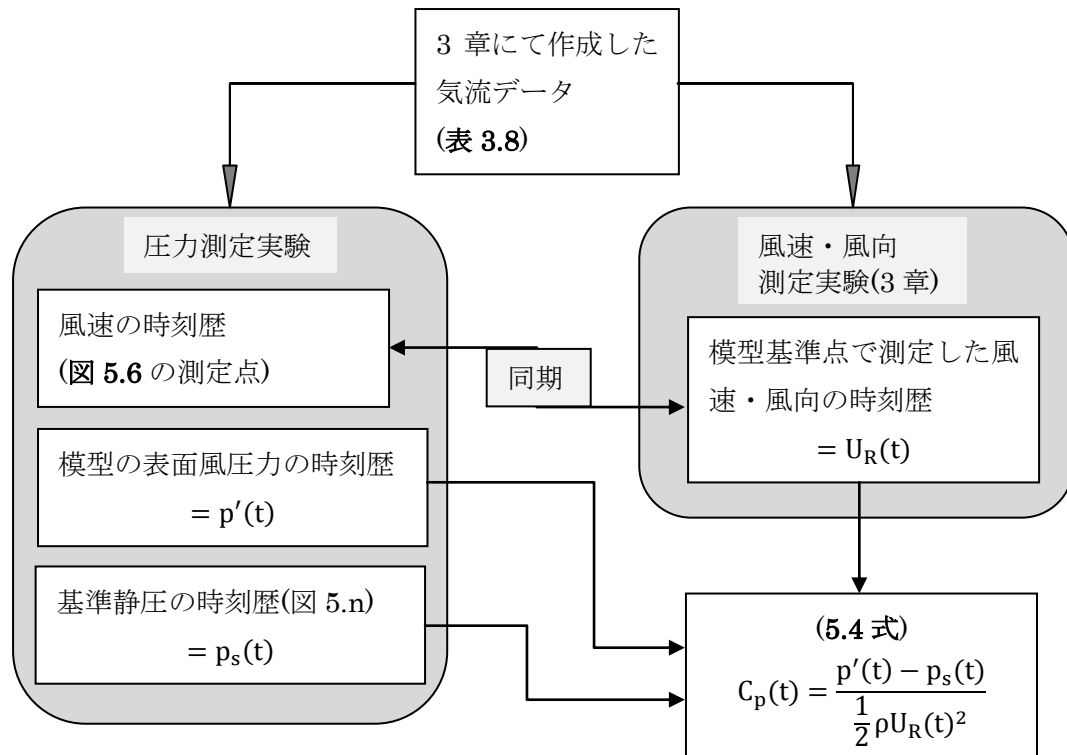 3 章にて作成した
気流データ
(表 3.8)
圧力測定実験
風速の時刻歴
(図 5.6 の測定点)
模型の表面風圧力の時刻歴
= p′(t)
基準静圧の時刻歴(図 5.n)
= pₛ(t)
同期
風速・風向
測定実験(3 章)
模型基準点で測定した風
速・風向の時刻歴
= U_R(t)
(5.4 式)
C_p(t) = (p′(t) − pₛ(t)) / (1/2 ρU_R(t)²)